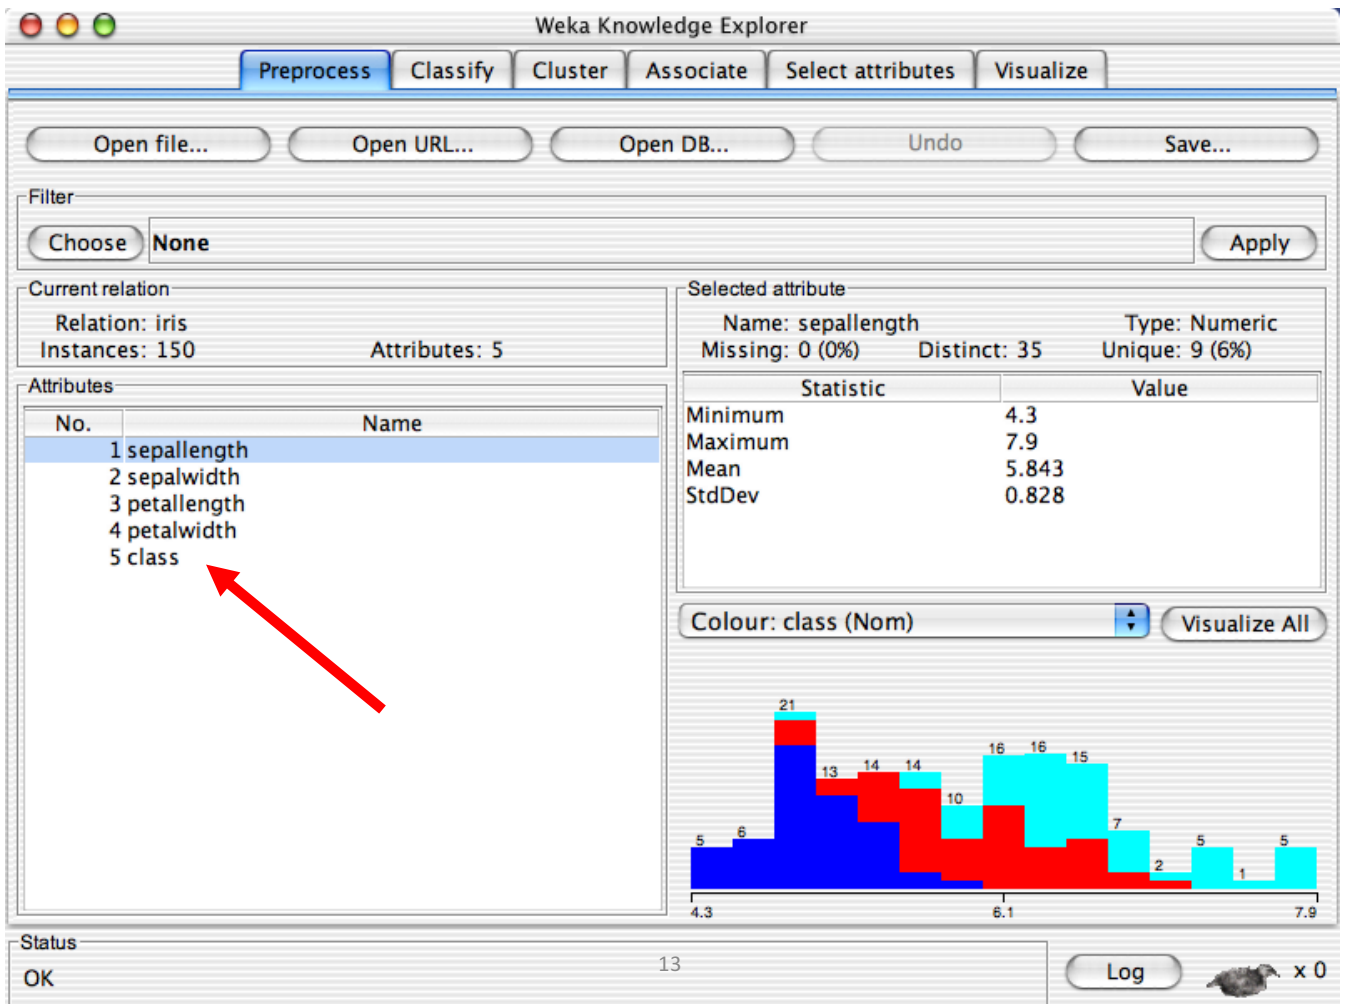 Weka Knowledge Explorer
Preprocess Classify Cluster Associate Select attributes Visualize
Open file... Open URL... Open DB... Undo Save...
Filter
Choose None Apply
Current relation
Relation: iris
Instances: 150 Attributes: 5
Attributes
No. Name
1 sepallength
2 sepalwidth
3 petallength
4 petalwidth
5 class
Selected attribute
Name: sepallength Type: Numeric
Missing: 0 (0%) Distinct: 35 Unique: 9 (6%)
Statistic Value
Minimum 4.3
Maximum 7.9
Mean 5.843
StdDev 0.828
Colour: class (Nom) Visualize All
5 6 21 13 14 14 10 16 16 15 7 2 5 1 5
4.3 6.1 7.9
Status
OK
13
Log x 0